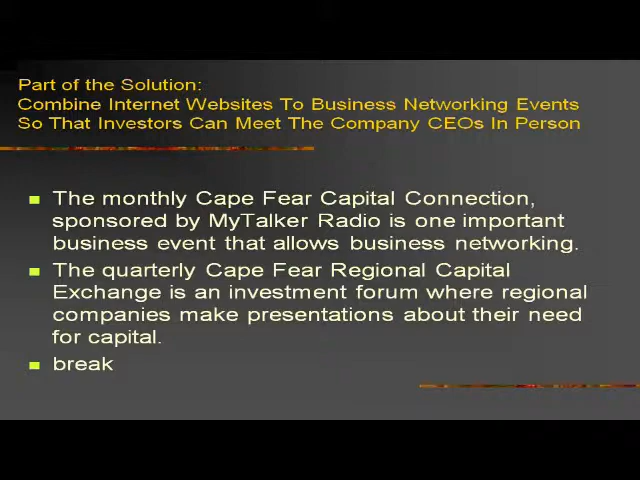 Part of the Solution:
Combine Internet Websites To Business Networking Events
So That Investors Can Meet The Company CEOs In Person
The monthly Cape Fear Capital Connection,
sponsored by MyTalker Radio is one important
business event that allows business networking.
The quarterly Cape Fear Regional Capital
Exchange is an investment forum where regional
companies make presentations about their need
for capital.
break